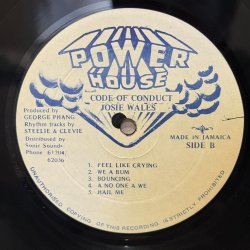 POWER
HOUSE
CODE OF CONDUCT
JOSIE WALES
Produced by
GEORGE PHANG
Rhythm tracks by
STEELIE & CLEVIE
Distributed by
Sonic Sounds
Phone
62036
MADE IN JAMAICA
SIDE B
1. FEEL LIKE CRYING
2. WE A BUM
3. BOUNCING
4. A NO ONE A WE
5. HAIL ME
UNAUTHORISED COPYING OF THIS RECORDING IS STRICTLY PROHIBITED